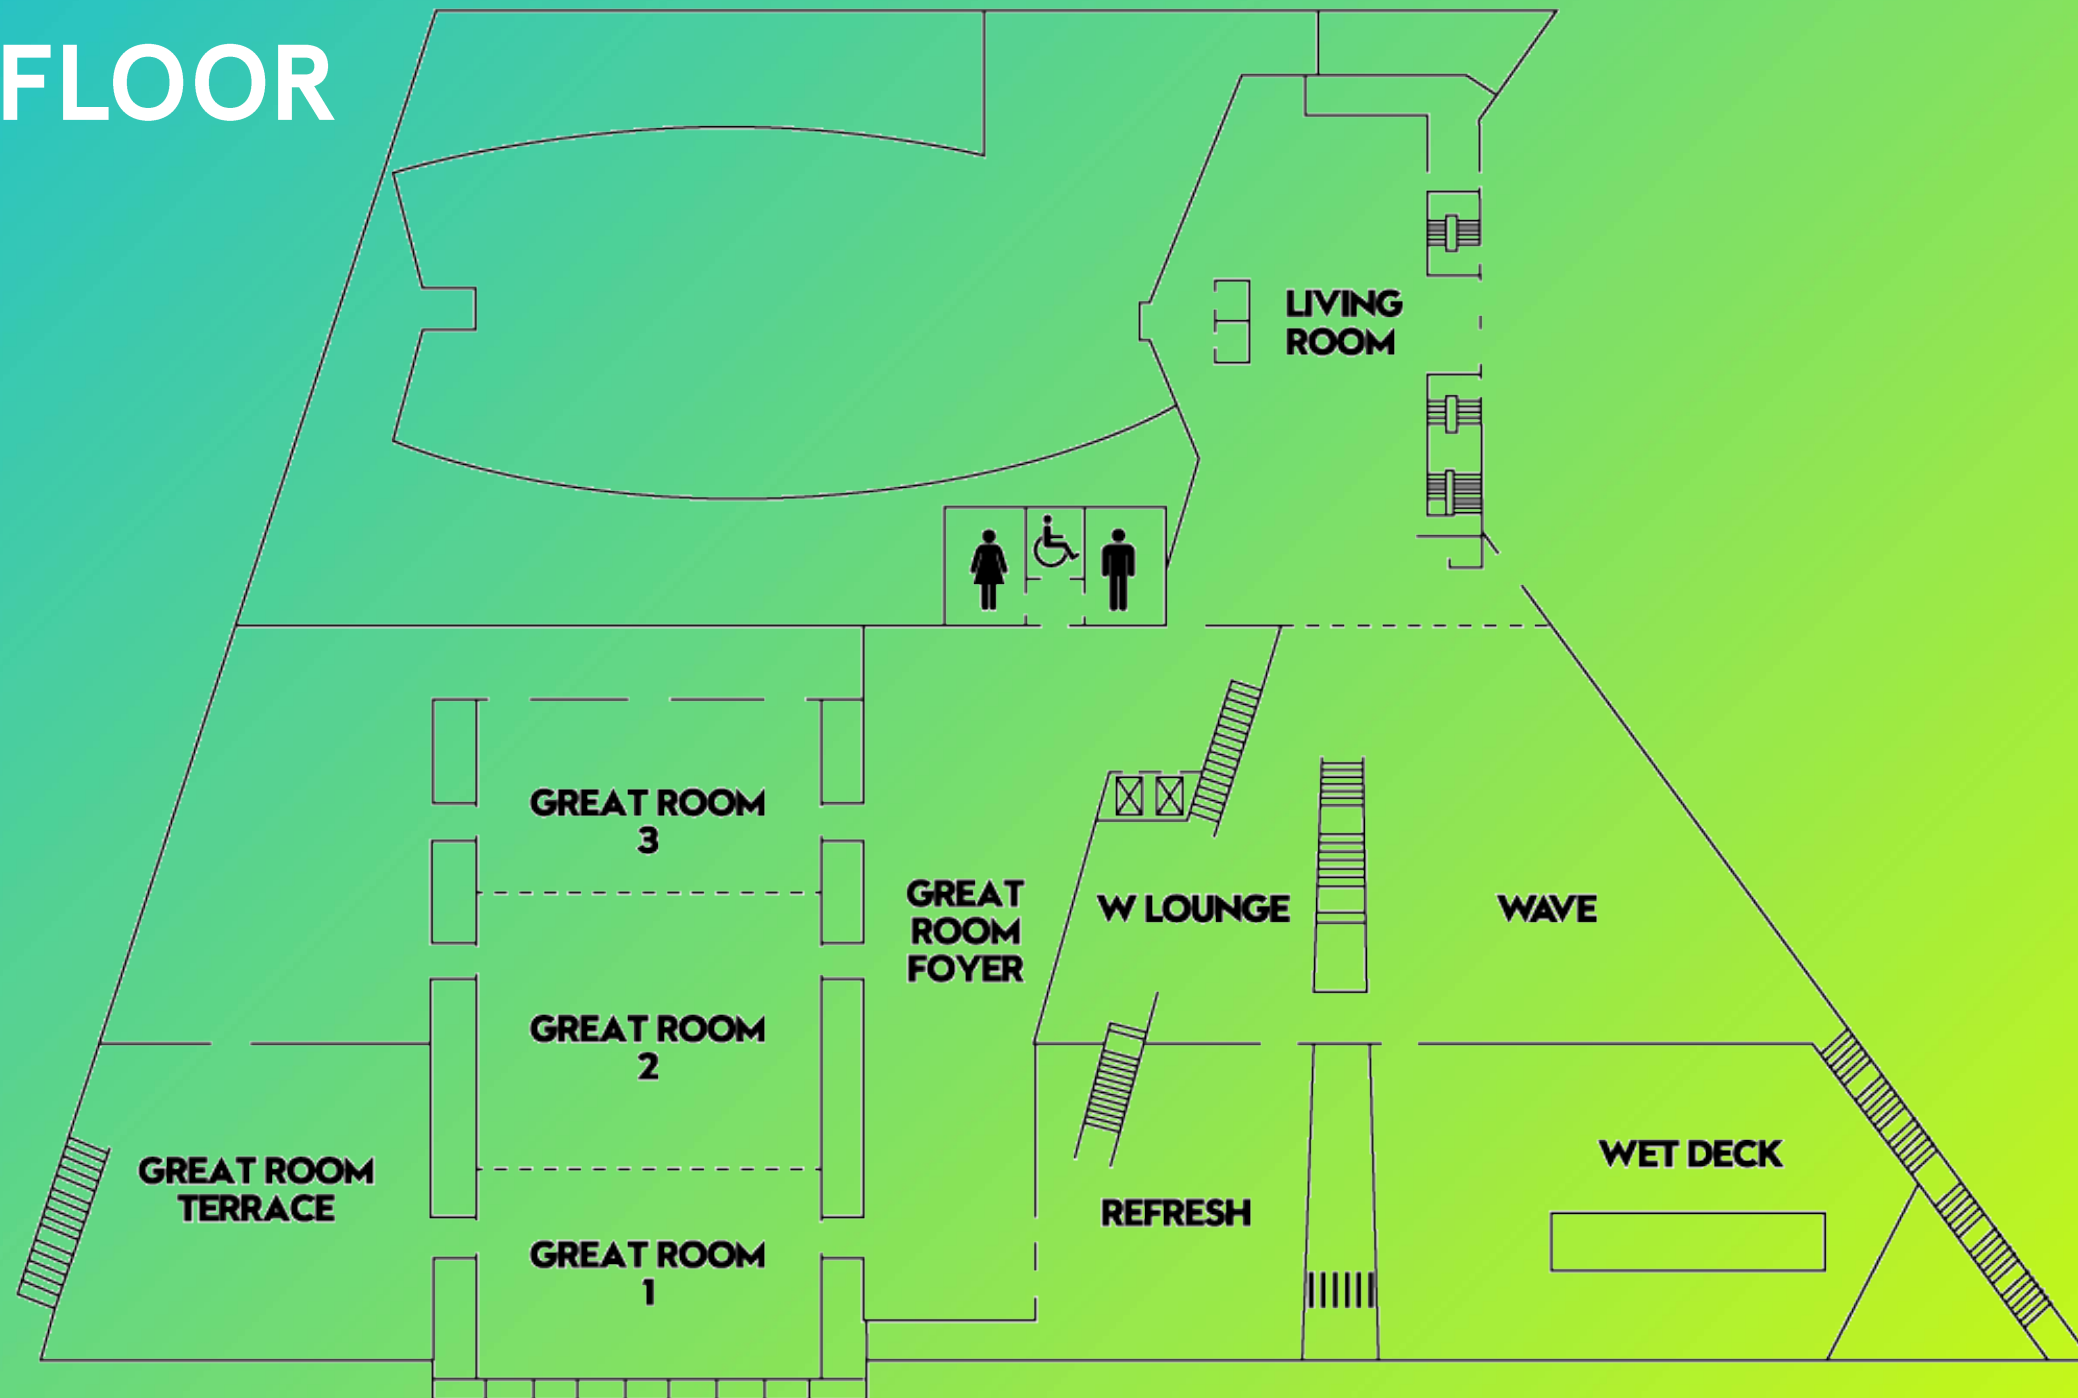 FLOOR
LIVING
ROOM
GREAT ROOM
3
GREAT
ROOM
FOYER
W LOUNGE
WAVE
GREAT ROOM
2
GREAT ROOM
TERRACE
GREAT ROOM
1
REFRESH
WET DECK